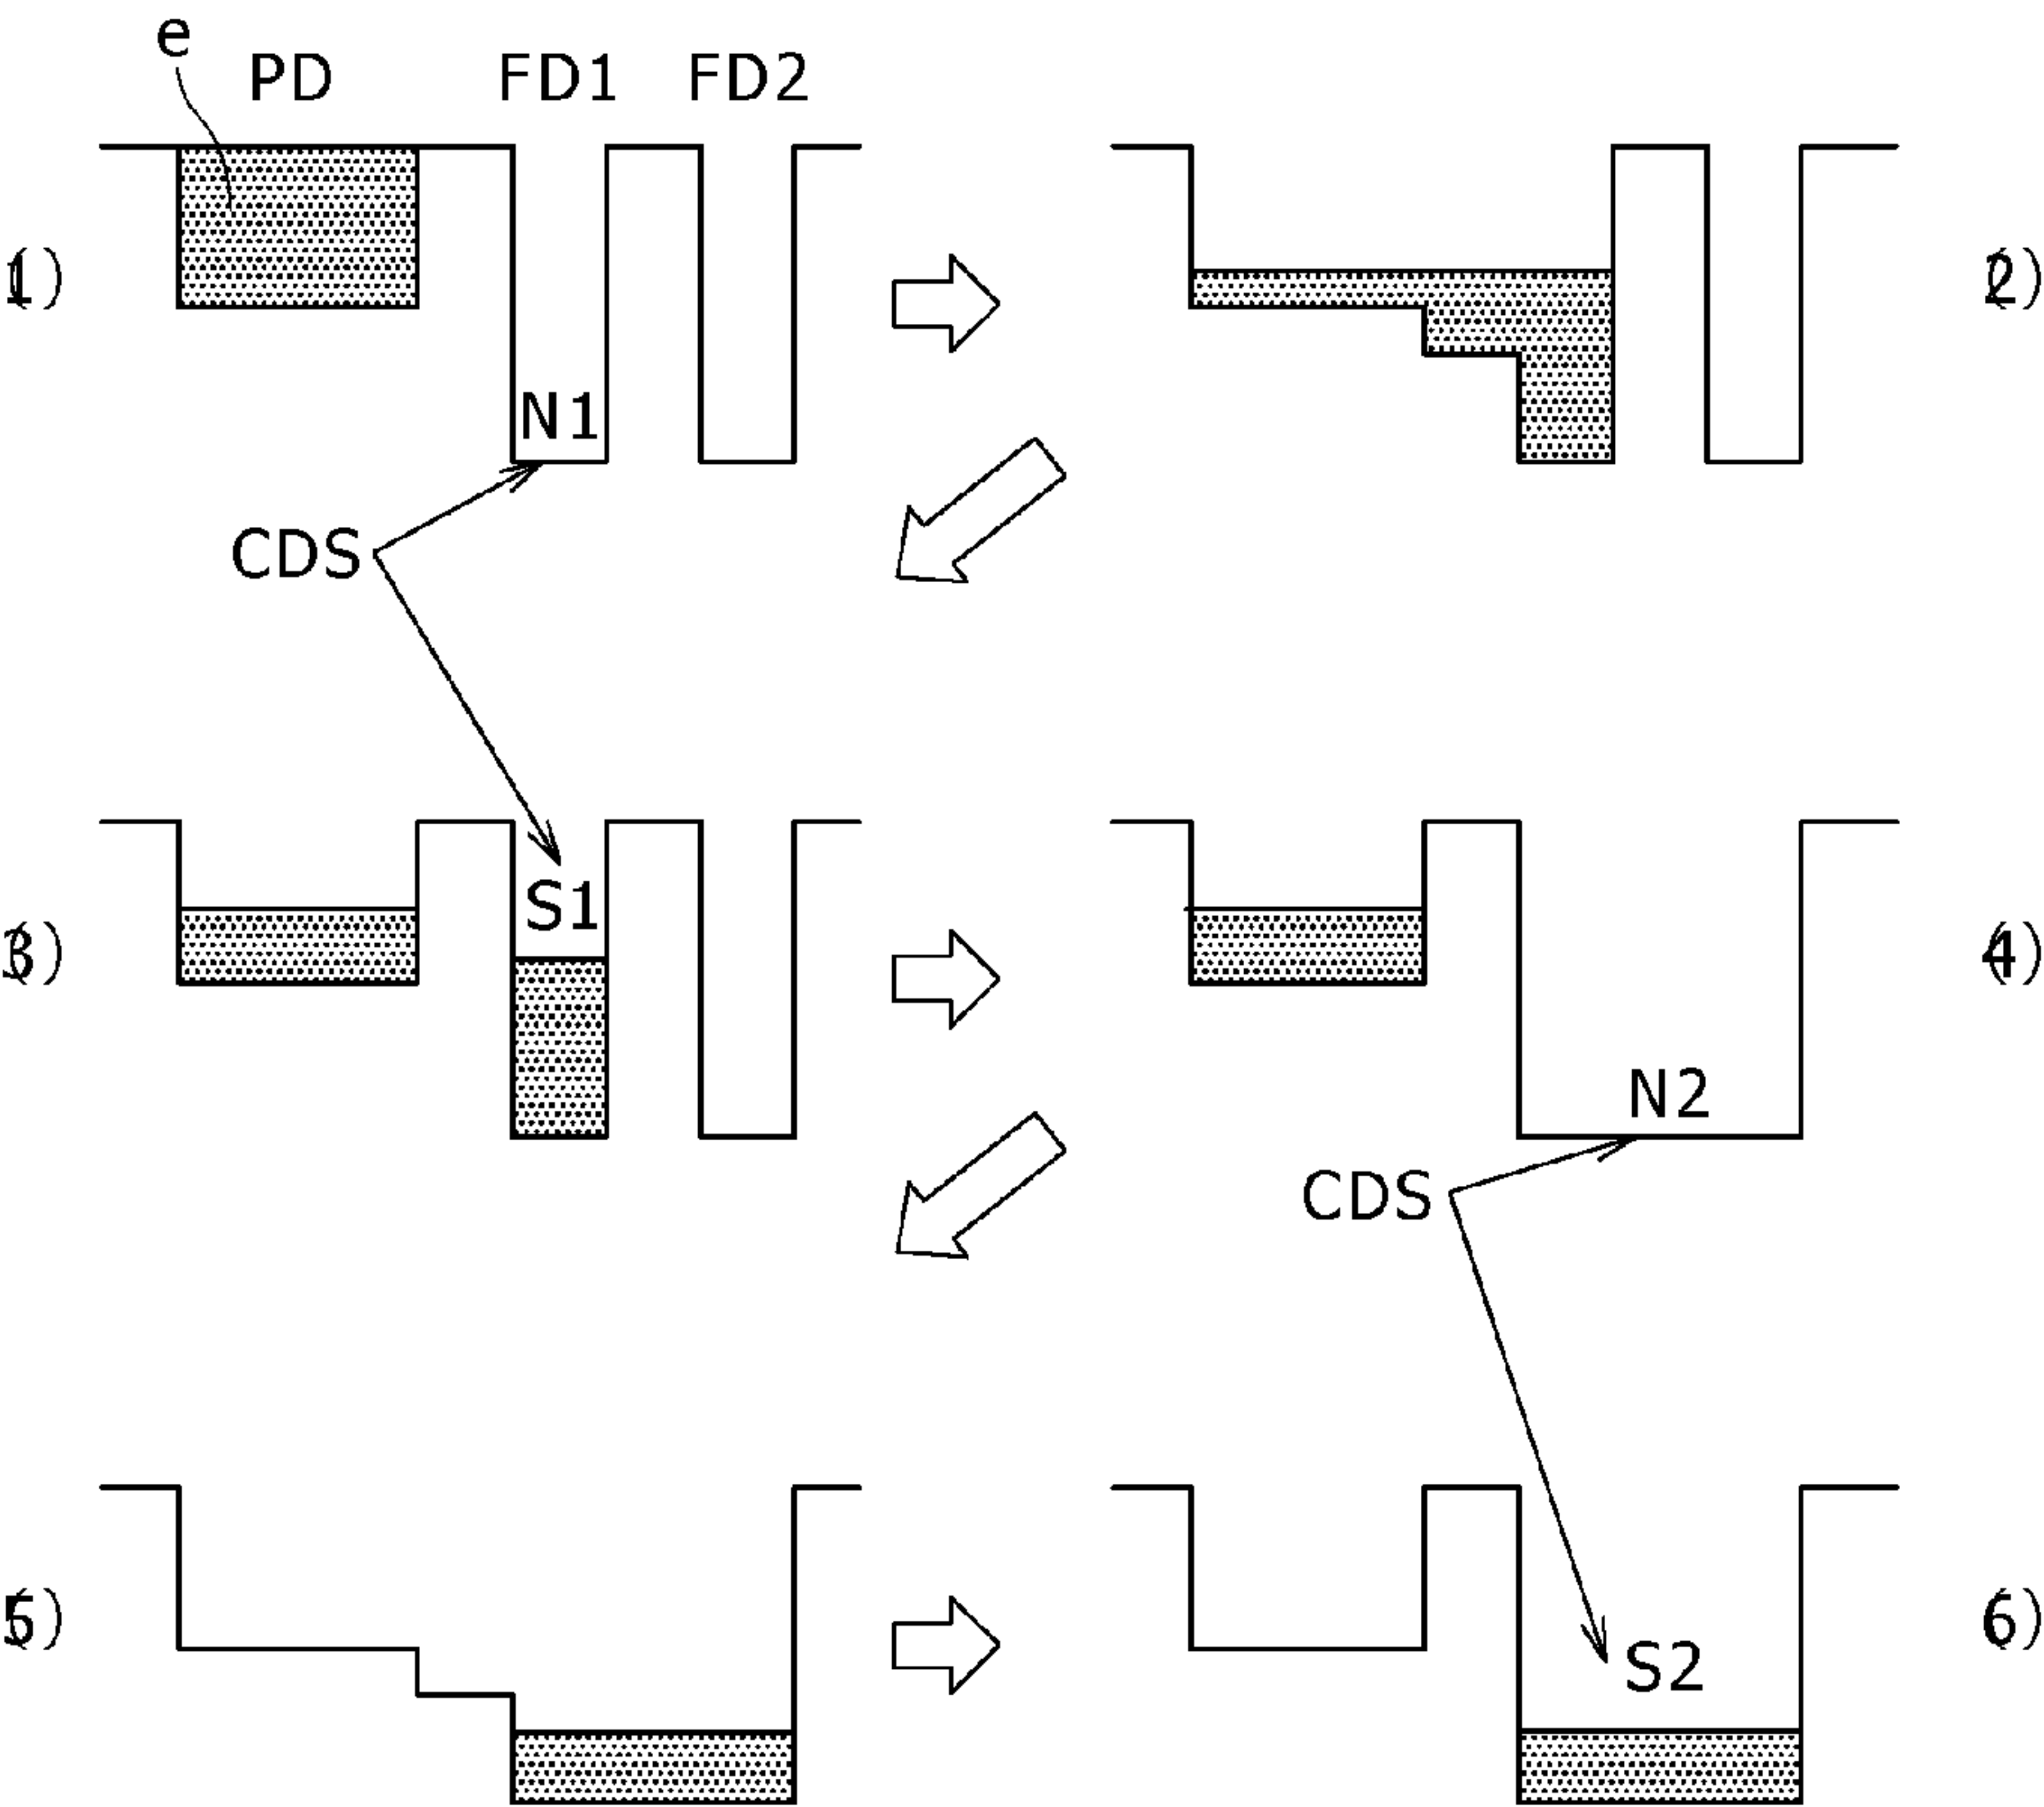 e PD FD1 FD2
(1) (2)
N1
CDS
S1
(3) (4)
N2
CDS
(5) (6)
S2